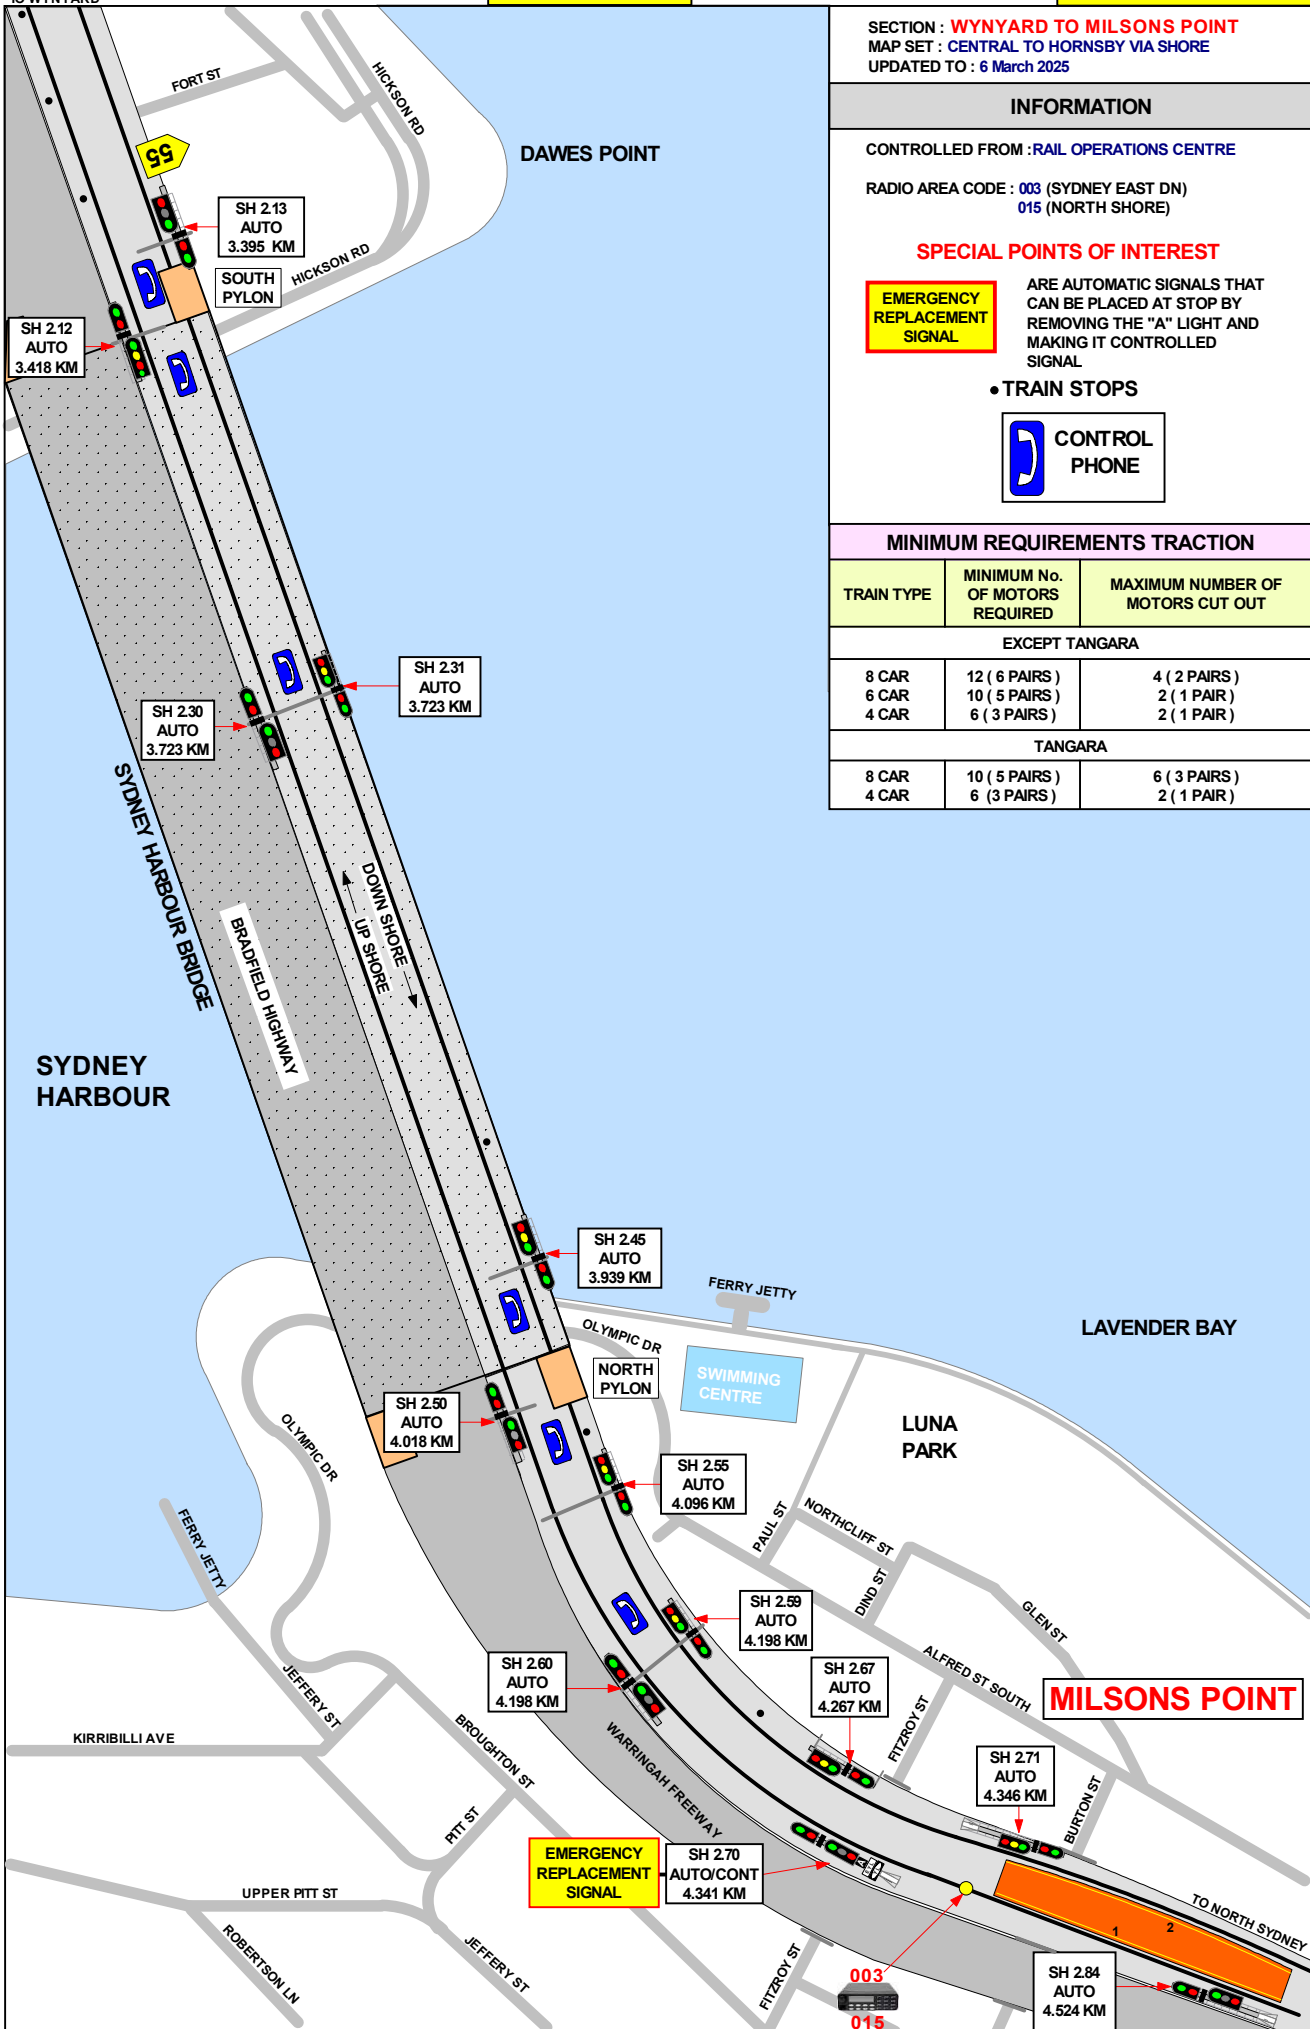 SECTION : WYNYARD TO MILSONS POINT
MAP SET : CENTRAL TO HORNSBY VIA SHORE
UPDATED TO : 6 March 2025
INFORMATION
CONTROLLED FROM :RAIL OPERATIONS CENTRE
RADIO AREA CODE : 003 (SYDNEY EAST DN)
015 (NORTH SHORE)
SPECIAL POINTS OF INTEREST
EMERGENCY
REPLACEMENT
SIGNAL
ARE AUTOMATIC SIGNALS THAT
CAN BE PLACED AT STOP BY
REMOVING THE "A" LIGHT AND
MAKING IT CONTROLLED
SIGNAL
•TRAIN STOPS
CONTROL
PHONE
MINIMUM REQUIREMENTS TRACTION
TRAIN TYPE
MINIMUM No.
OF MOTORS
REQUIRED
MAXIMUM NUMBER OF
MOTORS CUT OUT
EXCEPT TANGARA
8 CAR 12 ( 6 PAIRS ) 4 ( 2 PAIRS )
6 CAR 10 ( 5 PAIRS ) 2 ( 1 PAIR )
4 CAR 6 ( 3 PAIRS ) 2 ( 1 PAIR )
TANGARA
8 CAR 10 ( 5 PAIRS ) 6 ( 3 PAIRS )
4 CAR 6 (3 PAIRS ) 2 ( 1 PAIR )
FORT ST
HICKSON RD
55
DAWES POINT
SH 2.13
AUTO
3.395 KM
SOUTH
PYLON
HICKSON RD
SH 2.12
AUTO
3.418 KM
SH 2.31
AUTO
3.723 KM
SH 2.30
AUTO
3.723 KM
SYDNEY HARBOUR BRIDGE
BRADFIELD HIGHWAY
DOWN SHORE
UP SHORE
SYDNEY
HARBOUR
SH 2.45
AUTO
3.939 KM
FERRY JETTY
OLYMPIC DR
LAVENDER BAY
NORTH
PYLON
SWIMMING
CENTRE
SH 2.50
AUTO
4.018 KM
OLYMPIC DR
LUNA
PARK
SH 2.55
AUTO
4.096 KM
FERRY JETTY
PAUL ST
NORTHCLIFF ST
DIND ST
GLEN ST
SH 2.59
AUTO
4.198 KM
ALFRED ST SOUTH
SH 2.60
AUTO
4.198 KM
SH 2.67
AUTO
4.267 KM
FITZROY ST
MILSONS POINT
JEFFERY ST
KIRRIBILLI AVE
BROUGHTON ST
WARRINGAH FREEWAY
SH 2.71
AUTO
4.346 KM
BURTON ST
PITT ST
EMERGENCY
REPLACEMENT
SIGNAL
SH 2.70
AUTO/CONT
4.341 KM
UPPER PITT ST
TO NORTH SYDNEY
1
2
ROBERTSON LN
JEFFERY ST
FITZROY ST
003
015
SH 2.84
AUTO
4.524 KM